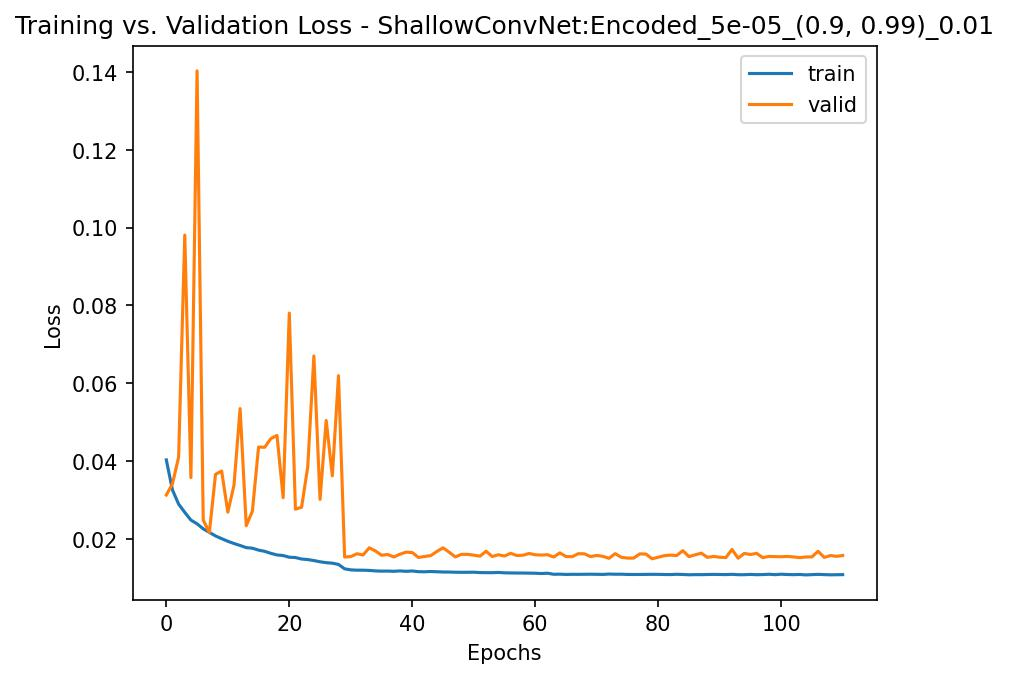 Training vs. Validation Loss - ShallowConvNet:Encoded_5e-05_(0.9, 0.99)_0.01
train
valid
0.14
0.12
0.10
0.08
0.06
0.04
0.02
Loss
0 20 40 60 80 100
Epochs